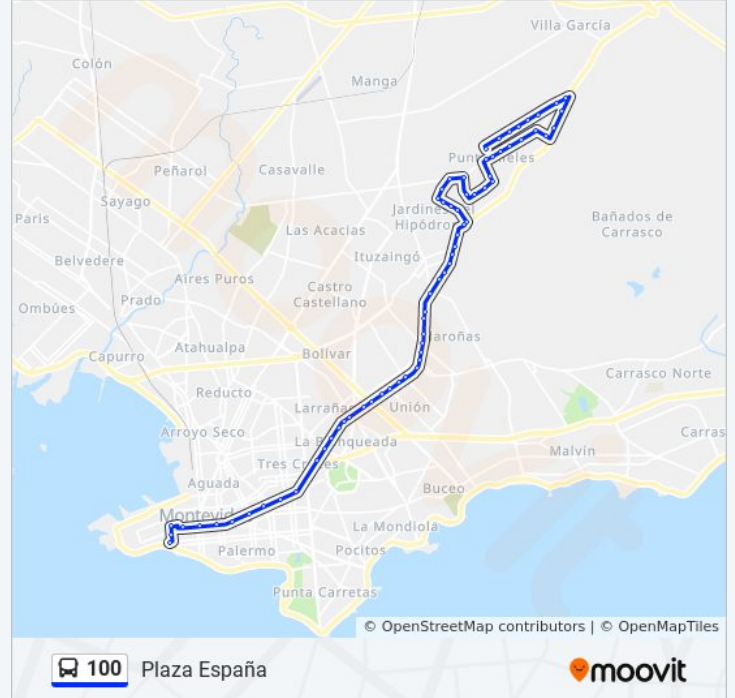 Villa García
Colón
Manga
Punta Rieles
Peñarol
Casavalle
Sayago
Jardines del
Hipódromo
Paris
Las Acacias
Bañados de
Carrasco
Belvedere
Ituzaingó
Aires Puros
Castro
Castellano
Prado
Ombúes
Maroñas
Atahualpa
Bolívar
Capurro
Carrasco Norte
Reducto
Larrañaga
Unión
Arroyo Seco
Carras
La Blanqueada
Malvín
Tres Cruces
Aguada
Buceo
Montevideo
La Mondiola
Palermo
Pocitos
Punta Carretas
© OpenStreetMap contributors | © OpenMapTiles
100 Plaza España
moovit